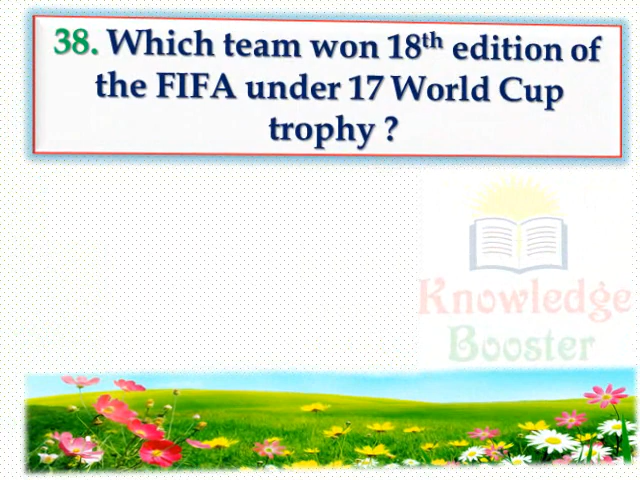 38. Which team won 18th edition of
the FIFA under 17 World Cup
trophy ?
Knowledge
Booster